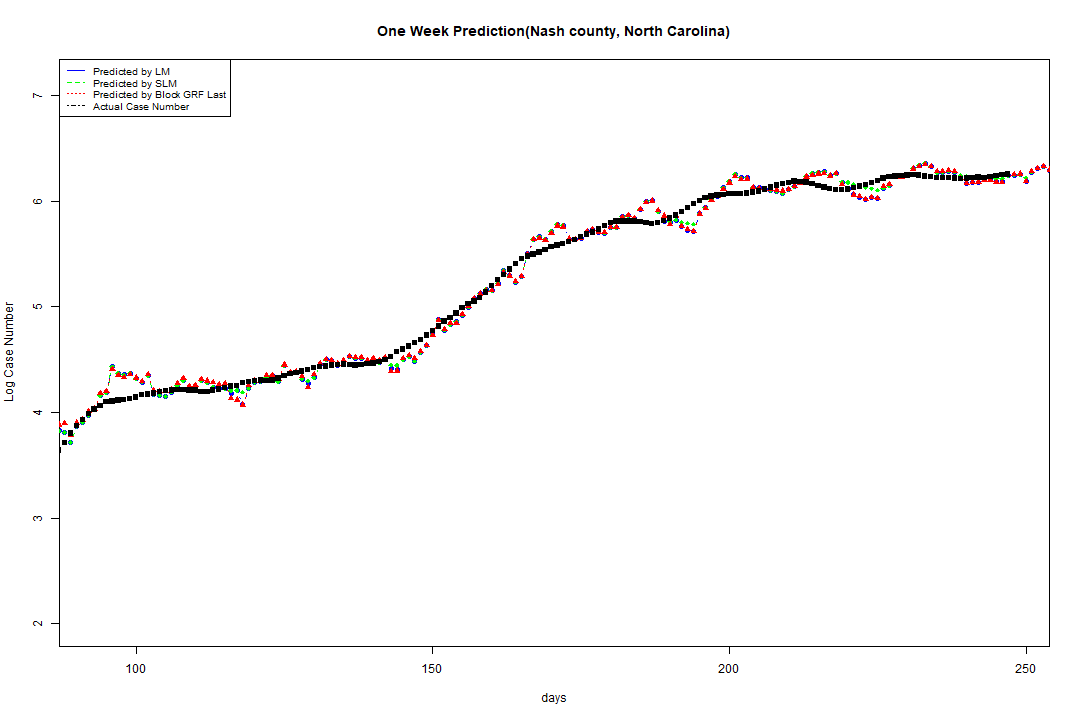 One Week Prediction(Nash county, North Carolina)
Predicted by LM
Predicted by SLM
Predicted by Block GRF Last
Actual Case Number
7
6
5
4
3
2
Log Case Number
100 150 200 250
days